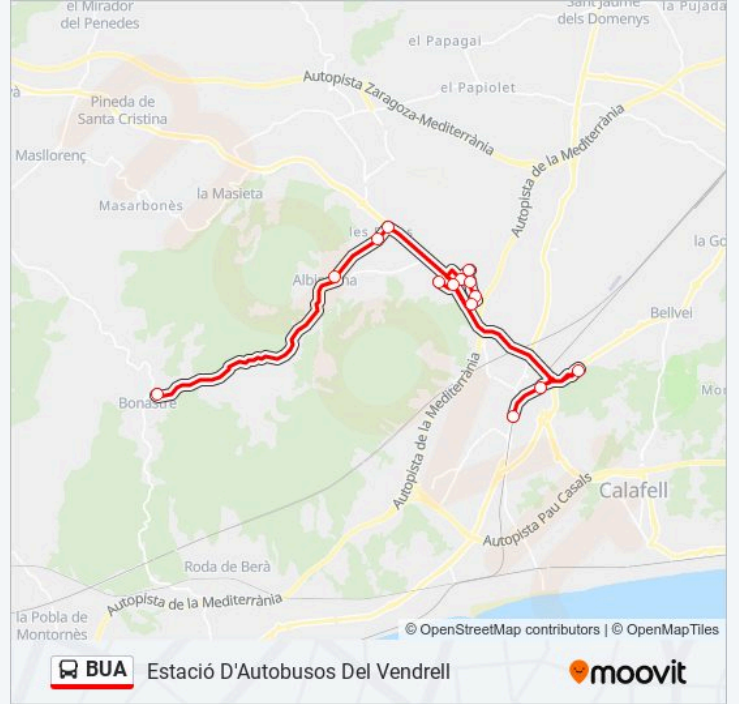 el Mirador
del Penedes
Sant Jaume
dels Domenys
la Pujada
el Papagai
Autopista Zaragoza-Mediterrània
el Papiolet
Pineda de
Santa Cristina
Autopista de la Mediterrània
Masllorenç
la Masieta
Masarbonès
les
Bellvei
Bonastre
Autopista de la Mediterrània
Calafell
Autopista Pau Casals
Roda de Berà
Autopista de la Mediterrània
la Pobla de
Montornès
© OpenStreetMap contributors | © OpenMapTiles
BUA Estació D'Autobusos Del Vendrell moovit